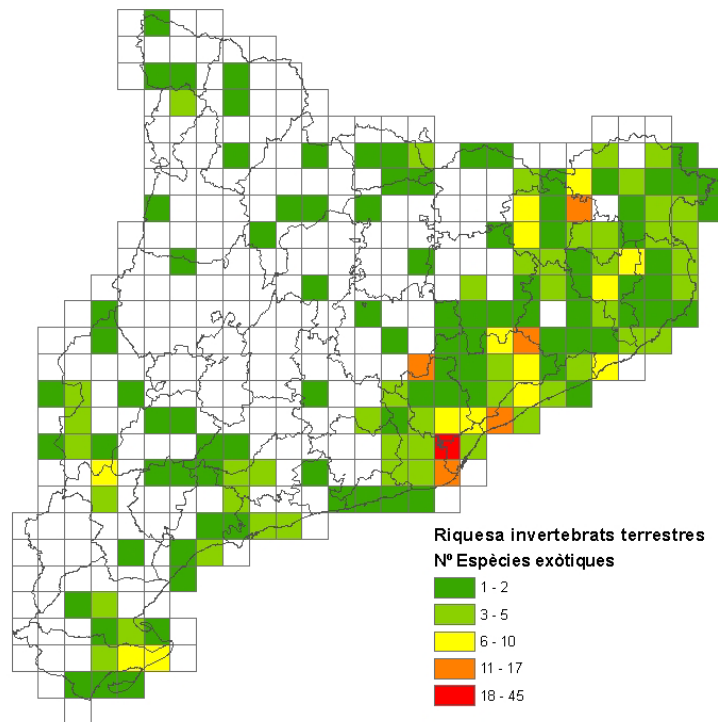 Riquesa invertebrats terrestres
Nº Espècies exòtiques
1 - 2
3 - 5
6 - 10
11 - 17
18 - 45